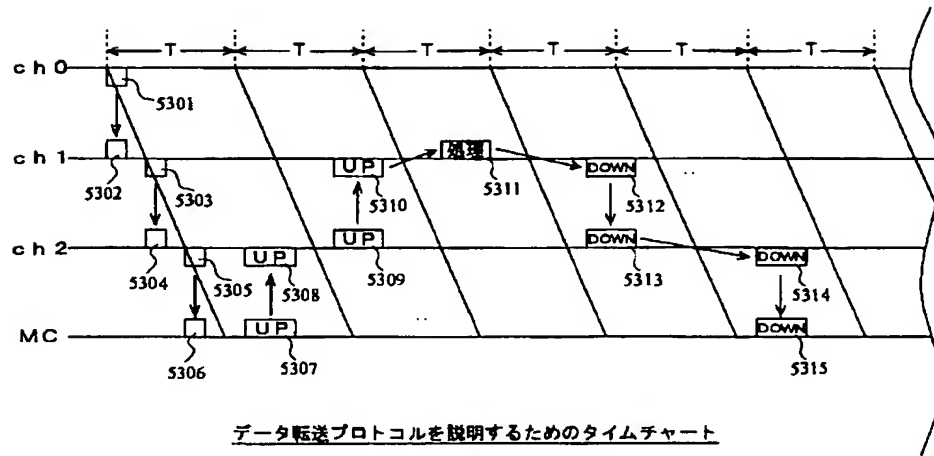 T T T T T T
ch0
5301
ch1 処理
5302 5303 UP 5310 5311 DOWN 5312
ch2
5304 5305 UP 5308 UP 5309 DOWN 5313 DOWN 5314
MC
5306 UP 5307 DOWN 5315
データ転送プロトコルを説明するためのタイムチャート